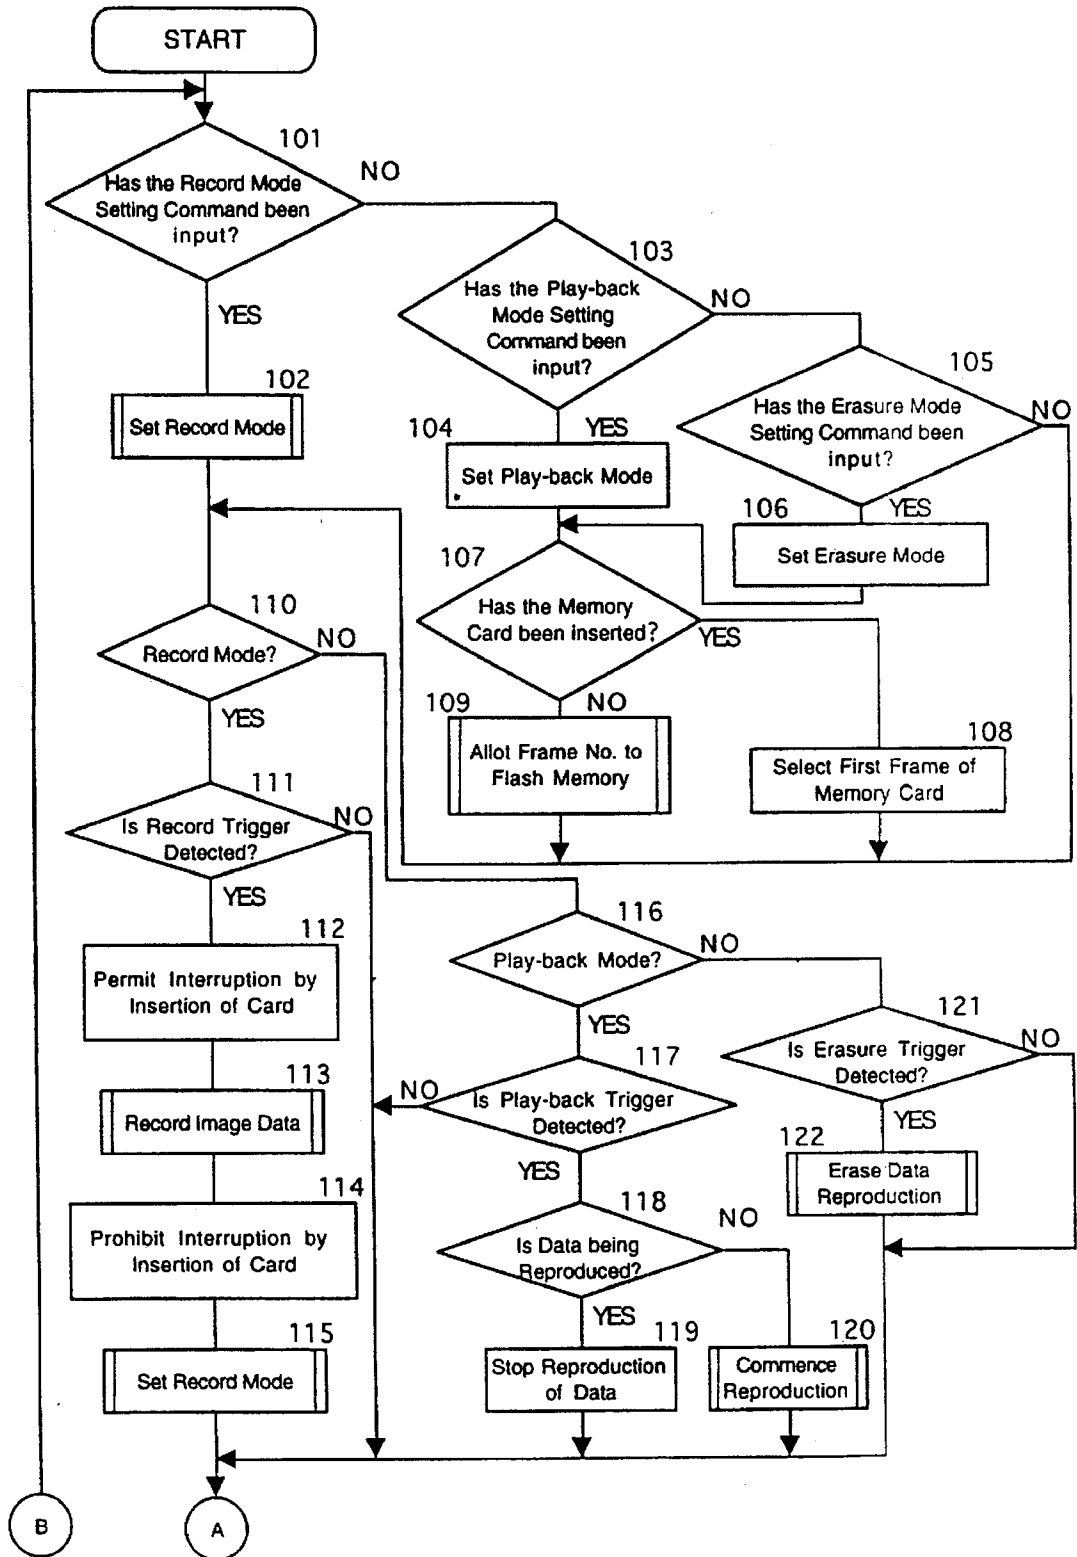 START
101
NO
Has the Record Mode
Setting Command been
input?
YES
103
Has the Play-back
Mode Setting
Command been
input?
NO
105
Has the Erasure Mode
Setting Command been
input?
NO
102
Set Record Mode
104
YES
Set Play-back Mode
106
YES
Set Erasure Mode
107
Has the Memory
Card been inserted?
YES
110
Record Mode?
NO
YES
109
NO
Allot Frame No. to
Flash Memory
108
Select First Frame of
Memory Card
111
Is Record Trigger
Detected?
NO
YES
112
Permit Interruption by
Insertion of Card
116
Play-back Mode?
NO
YES
121
Is Erasure Trigger
Detected?
NO
YES
113
Record Image Data
117
NO
Is Play-back Trigger
Detected?
YES
122
Erase Data
Reproduction
114
Prohibit Interruption by
Insertion of Card
118
NO
Is Data being
Reproduced?
YES
115
Set Record Mode
119
Stop Reproduction
of Data
120
Commence
Reproduction
B
A